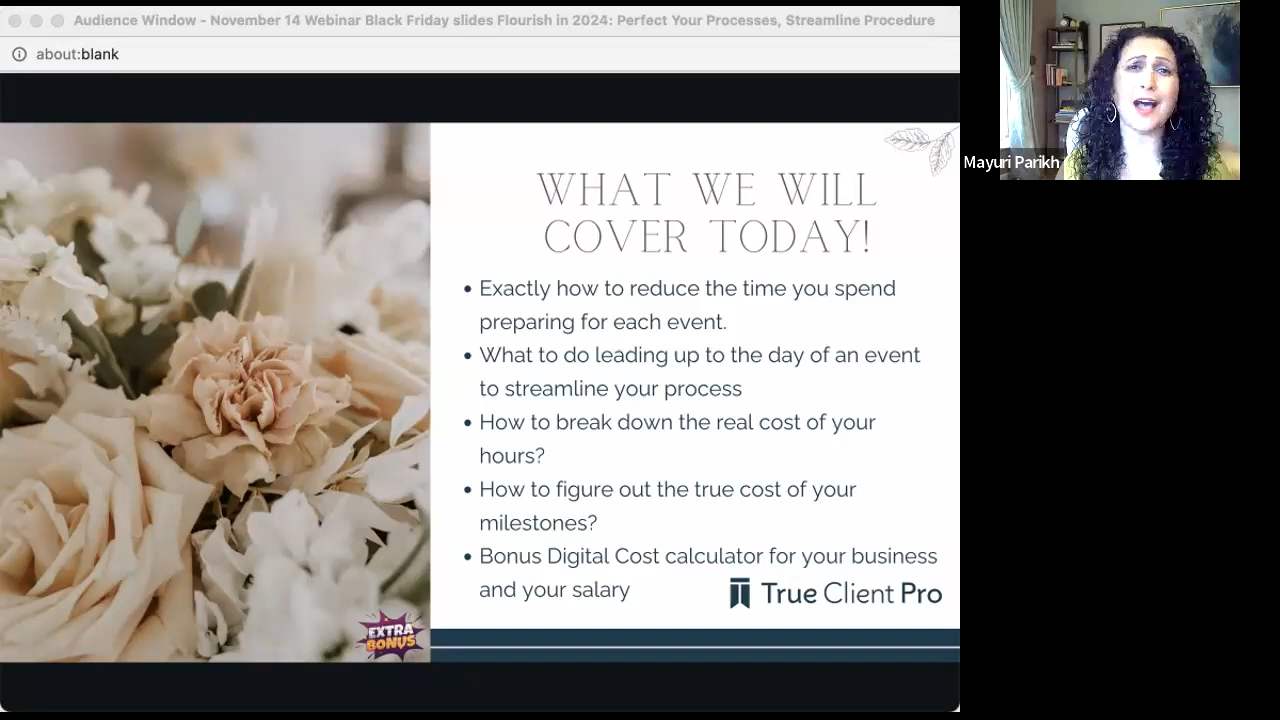 Audience Window - November 14 Webinar Black Friday slides Flourish in 2024: Perfect Your Processes, Streamline Procedure
about:blank
Mayuri Parikh
WHAT WE WILL
COVER TODAY!
• Exactly how to reduce the time you spend
preparing for each event.
• What to do leading up to the day of an event
to streamline your process
• How to break down the real cost of your
hours?
• How to figure out the true cost of your
milestones?
• Bonus Digital Cost calculator for your business
and your salary
True Client Pro
EXTRA
BONUS